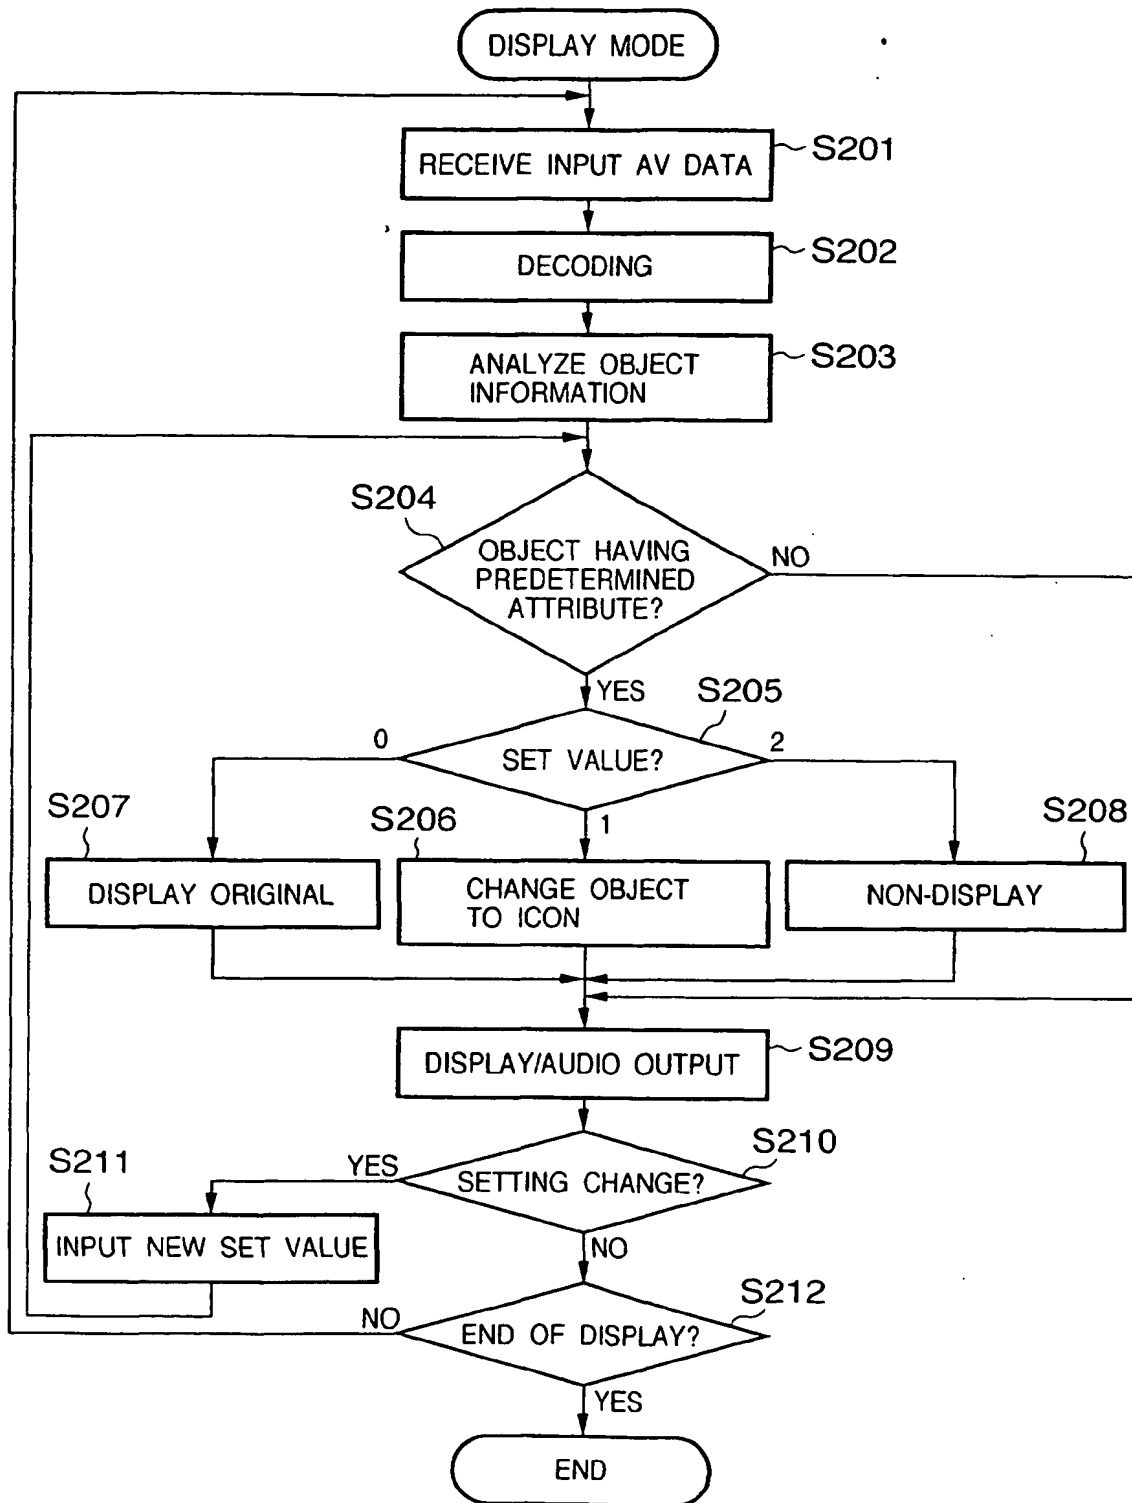 DISPLAY MODE
RECEIVE INPUT AV DATA
S201
DECODING
S202
ANALYZE OBJECT
INFORMATION
S203
S204
OBJECT HAVING
PREDETERMINED
ATTRIBUTE?
NO
YES
S205
0
SET VALUE?
2
1
S207
DISPLAY ORIGINAL
S206
CHANGE OBJECT
TO ICON
S208
NON-DISPLAY
DISPLAY/AUDIO OUTPUT
S209
S210
YES
SETTING CHANGE?
NO
S211
INPUT NEW SET VALUE
S212
NO
END OF DISPLAY?
YES
END